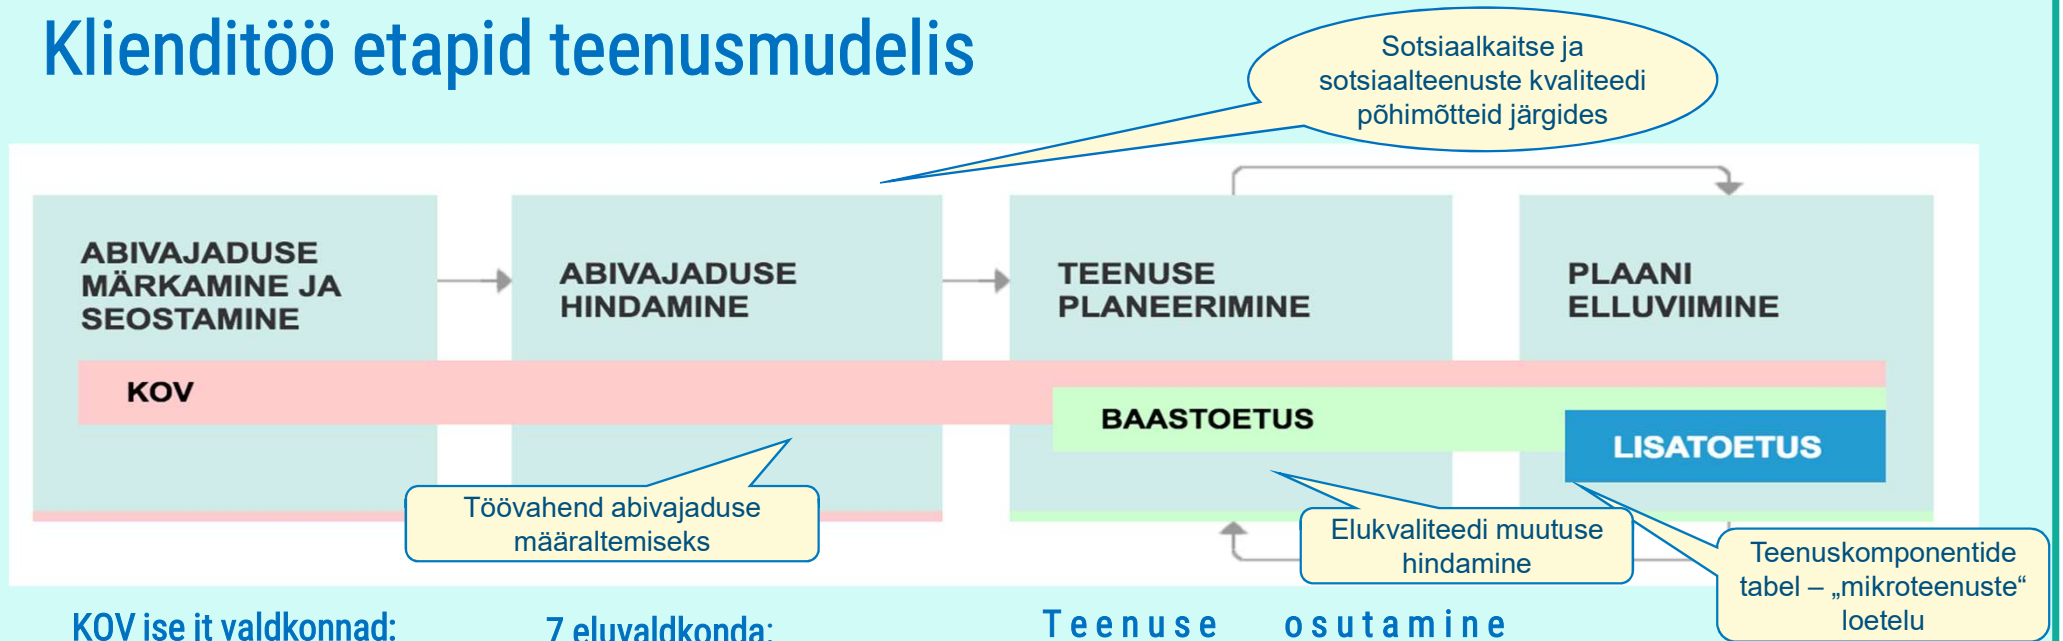 Klienditöö etapid teenusmudelis
Sotsiaalkaitse ja
sotsiaalteenuste kvaliteedi
põhimõtteid järgides
ABIVAJADUSE
MÄRKAMINE JA
SEOSTAMINE
ABIVAJADUSE
HINDAMINE
TEENUSE
PLANEERIMINE
PLAANI
ELLUVIIMINE
KOV
BAASTOETUS
LISATOETUS
Töövahend abivajaduse
määraltemiseks
Elukvaliteedi muutuse
hindamine
Teenuskomponentide
tabel – „mikroteenuste“
loetelu
KOV ise it valdkonnad:
7 eluvaldkonda:
Teenuse osutamine